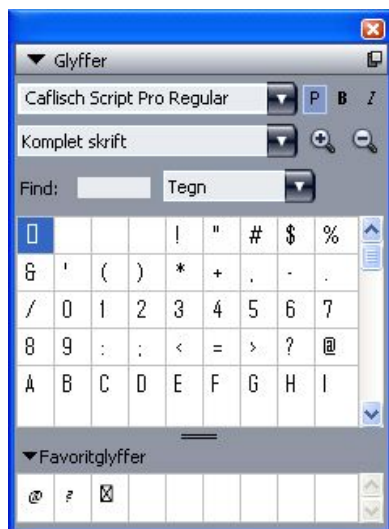 Glyffer
Caflisch Script Pro Regular P B I
Komplet skrift
Find: Tegn
! " # $ %
& ' ( ) * + , - .
/ 0 1 2 3 4 5 6 7
8 9 : ; < = > ? @
A B C D E F G H I
Favoritglyffer
@ ?